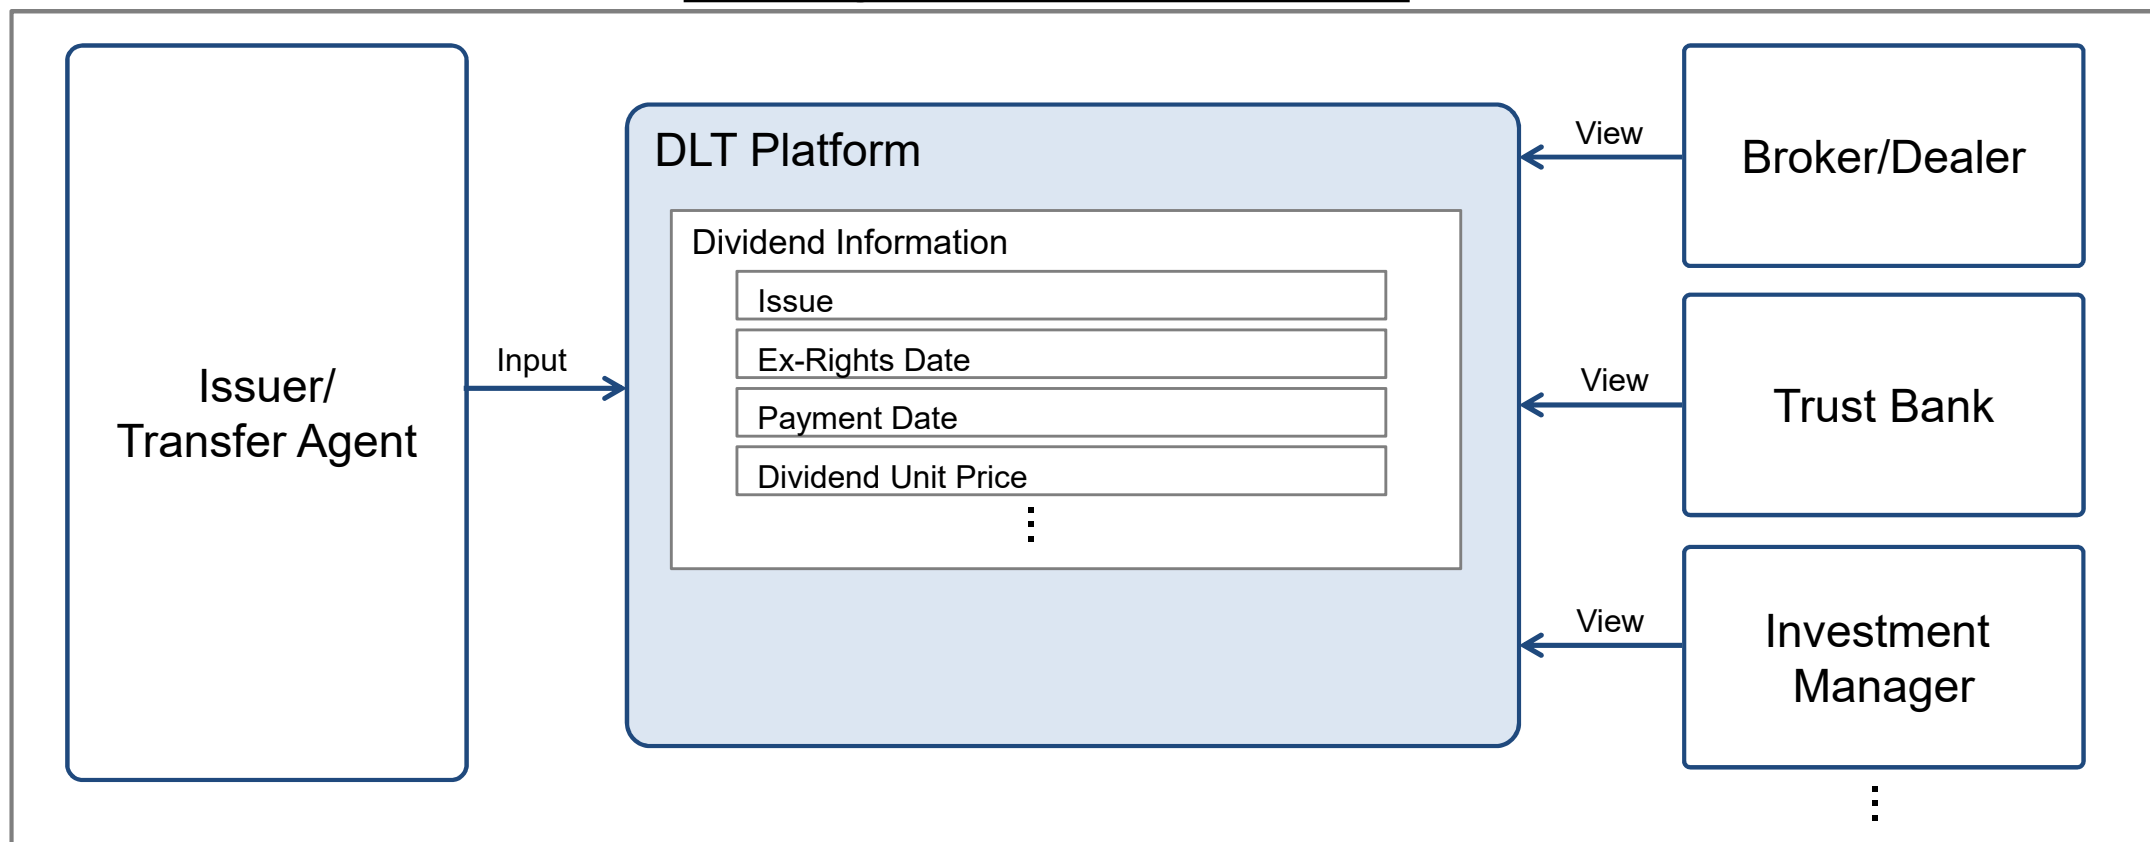 Issuer/
Transfer Agent
Input
DLT Platform
Dividend Information
Issue
Ex-Rights Date
Payment Date
Dividend Unit Price
View
Broker/Dealer
View
Trust Bank
View
Investment
Manager